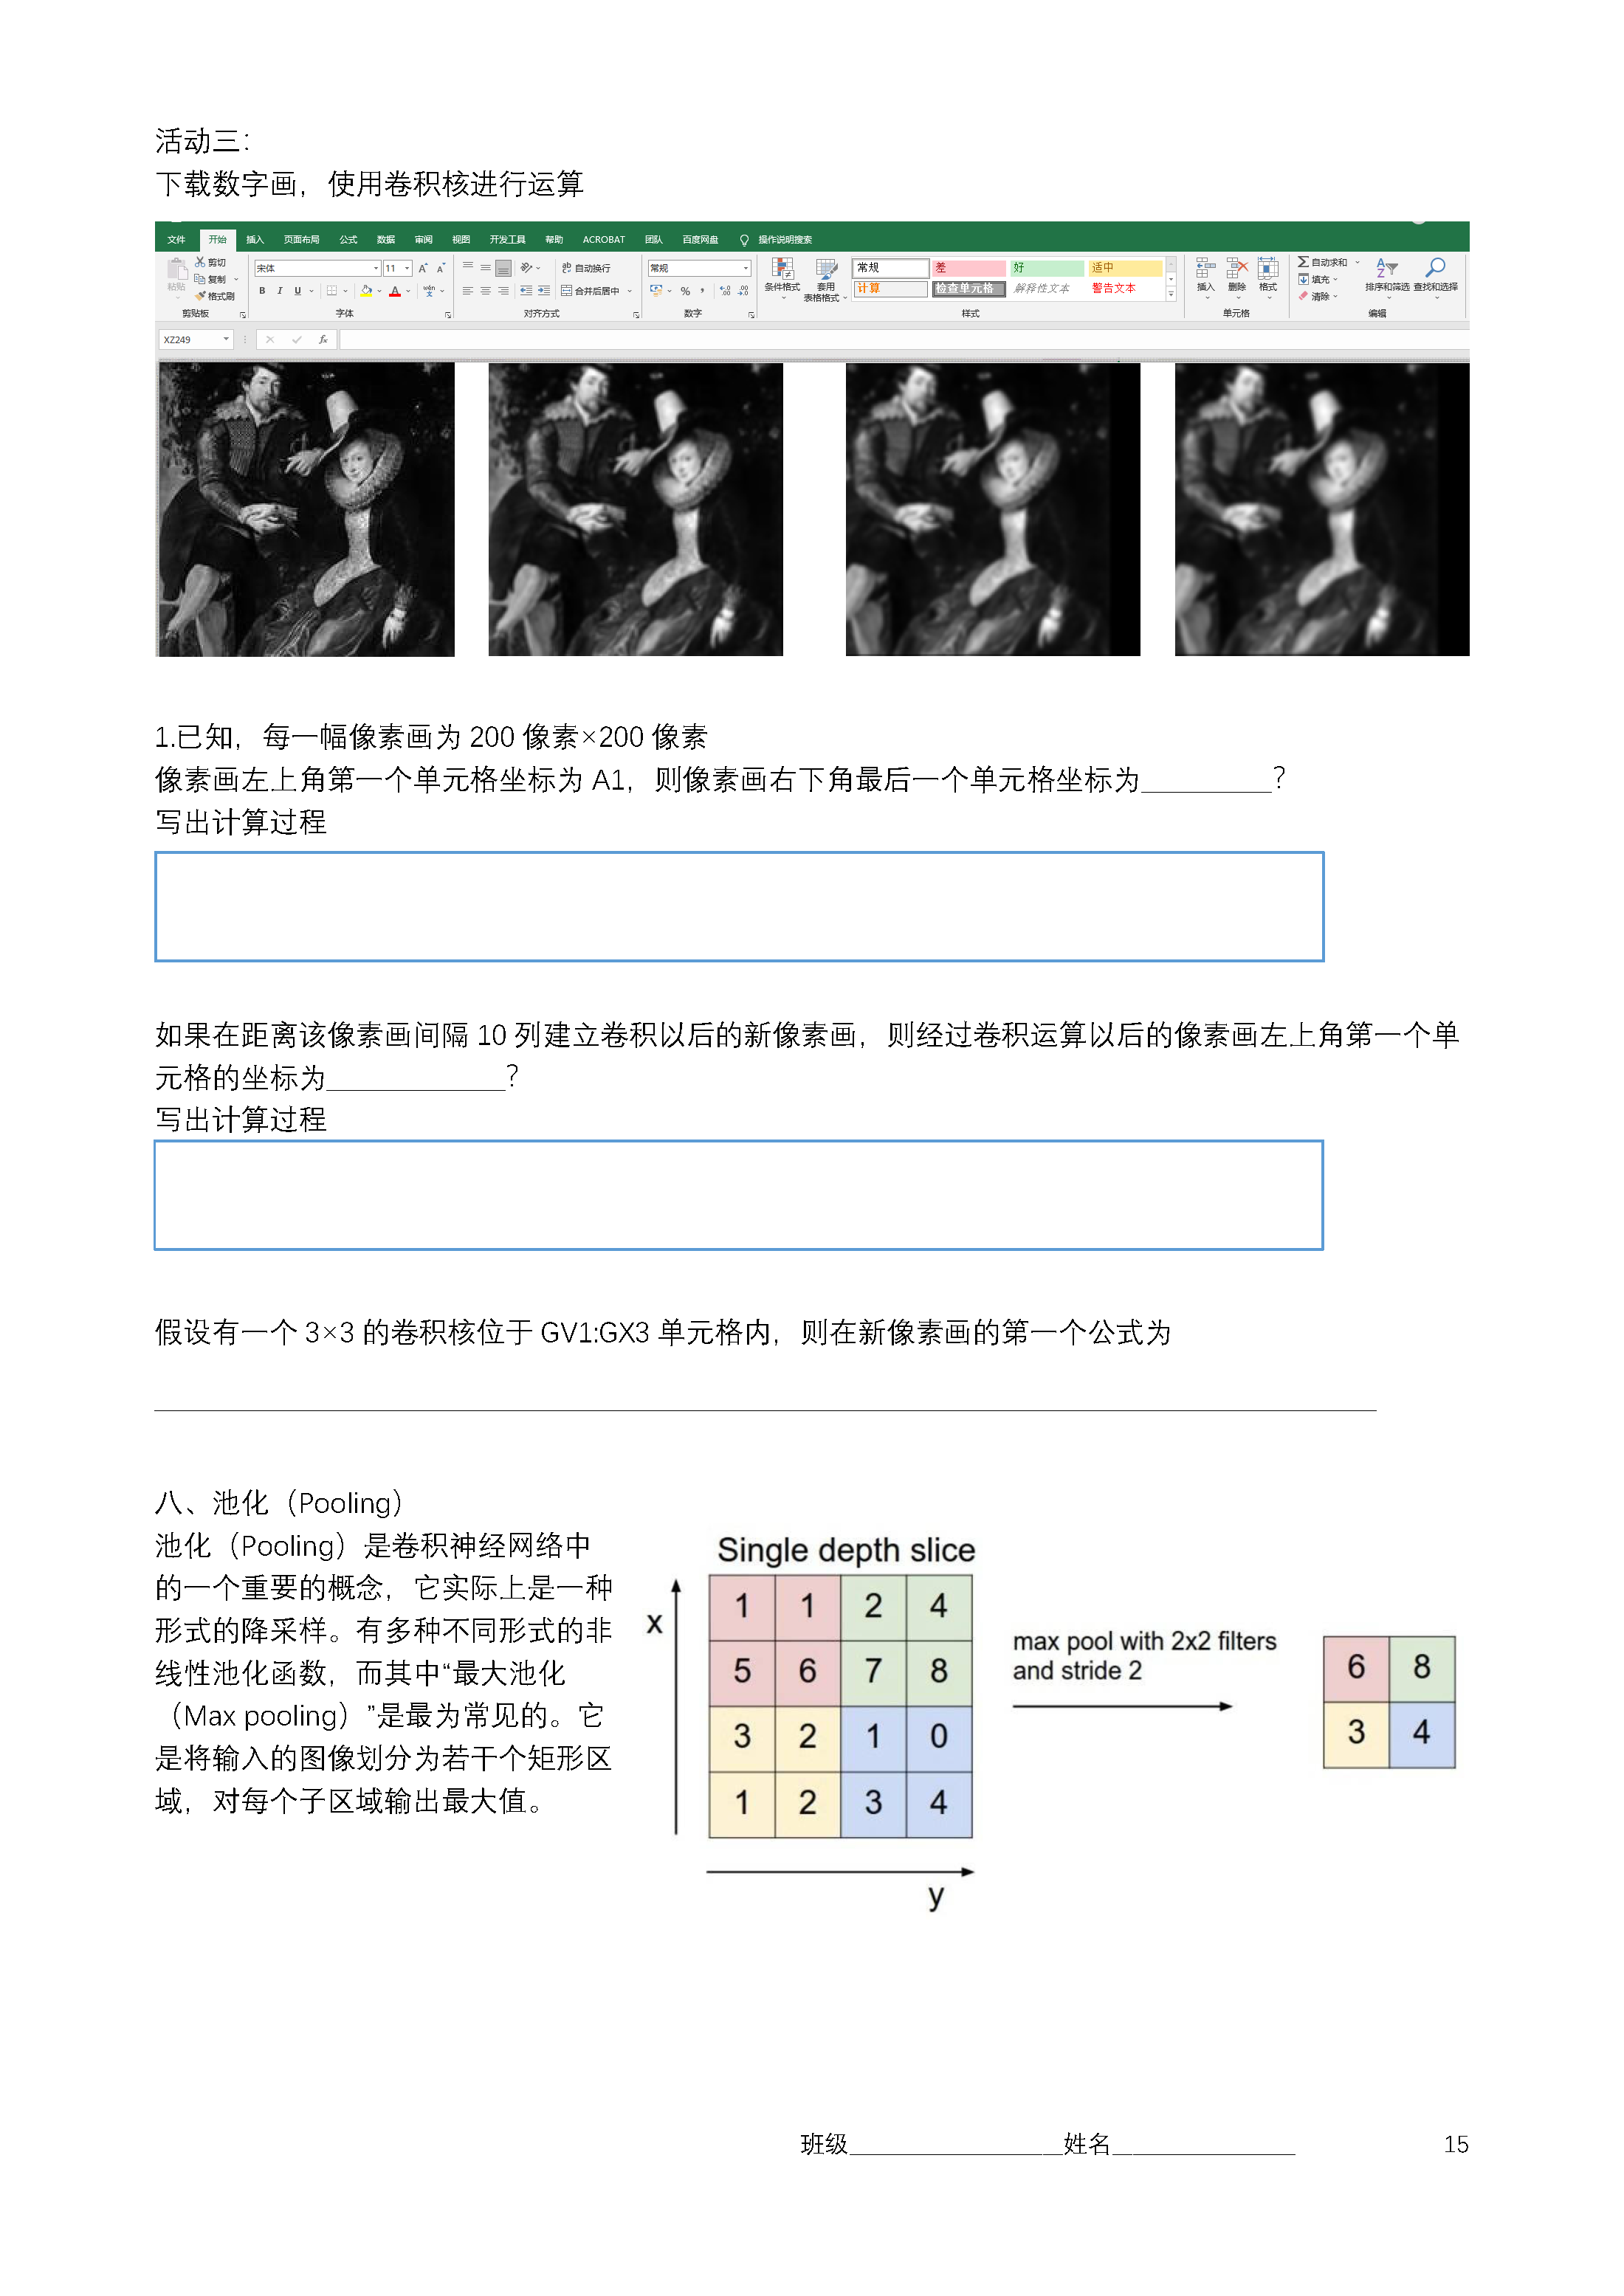 活动三：
下载数字画，使用卷积核进行运算
文件 开始 插入 页面布局 公式 数据 审阅 视图 开发工具 帮助 ACROBAT 团队 百度网盘 操作说明搜索
粘贴 剪切 复制 格式刷 剪贴板
宋体 11 B I U A wén 字体
自动换行 合并后居中 对齐方式
常规 % 数字
条件格式 套用表格格式
常规 差 好 适中
计算 检查单元格 解释性文本 警告文本
样式
插入 删除 格式 单元格
自动求和 填充 清除 排序和筛选 查找和选择 编辑
XZ249 fx
1.已知，每一幅像素画为 200 像素×200 像素
像素画左上角第一个单元格坐标为 A1，则像素画右下角最后一个单元格坐标为_________？
写出计算过程
如果在距离该像素画间隔 10 列建立卷积以后的新像素画，则经过卷积运算以后的像素画左上角第一个单
元格的坐标为____________？
写出计算过程
假设有一个 3×3 的卷积核位于 GV1:GX3 单元格内，则在新像素画的第一个公式为
八、池化（Pooling）
池化（Pooling）是卷积神经网络中
的一个重要的概念，它实际上是一种
形式的降采样。有多种不同形式的非
线性池化函数，而其中“最大池化
（Max pooling）”是最为常见的。它
是将输入的图像划分为若干个矩形区
域，对每个子区域输出最大值。
Single depth slice
x
1 1 2 4
5 6 7 8
3 2 1 0
1 2 3 4
y
max pool with 2x2 filters
and stride 2
6 8
3 4
班级______________姓名____________ 15